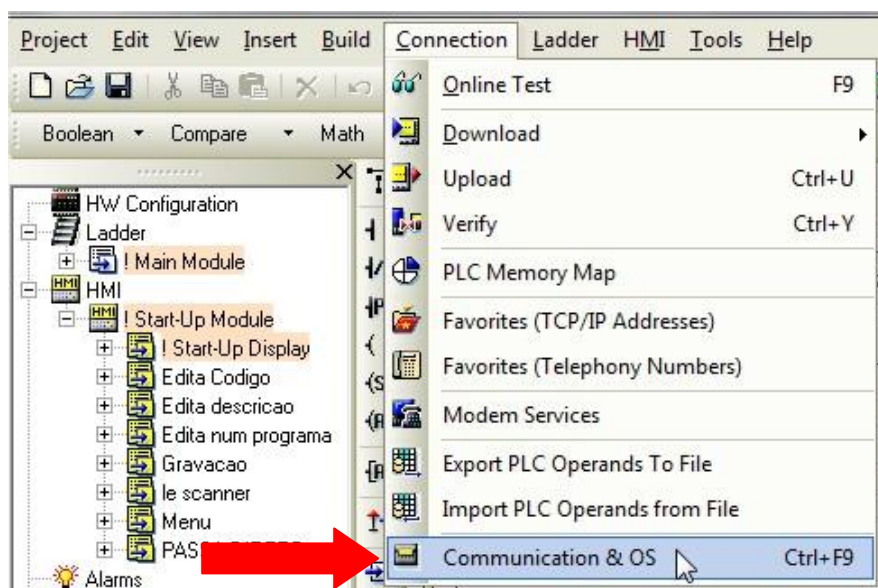 Project Edit View Insert Build Connection Ladder HMI Tools Help
Boolean Compare Math
Online Test F9
Download
Upload Ctrl+U
Verify Ctrl+Y
PLC Memory Map
Favorites (TCP/IP Addresses)
Favorites (Telephony Numbers)
Modem Services
Export PLC Operands To File
Import PLC Operands from File
Communication & OS Ctrl+F9
HW Configuration
Ladder
! Main Module
HMI
HMI
! Start-Up Module
! Start-Up Display
Edita Codigo
Edita descricao
Edita num programa
Gravacao
le scanner
Menu
Alarms